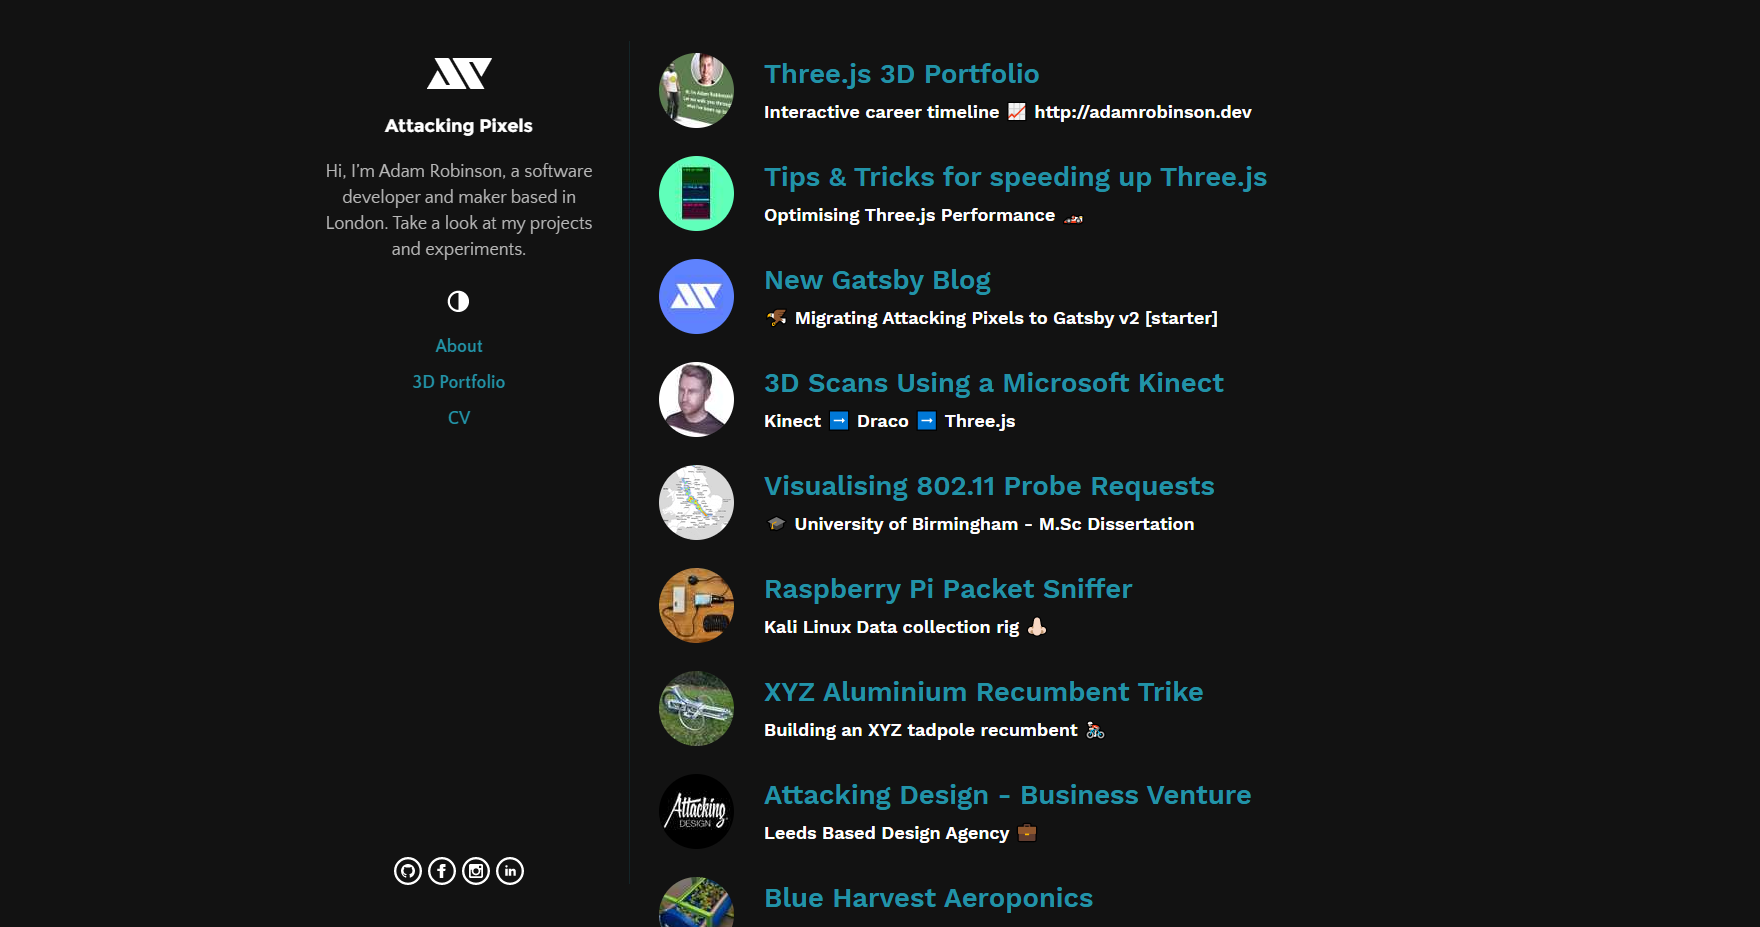 Attacking Pixels
Hi, I'm Adam Robinson, a software
developer and maker based in
London. Take a look at my projects
and experiments.
About
3D Portfolio
CV
Three.js 3D Portfolio
Interactive career timeline 📈 http://adamrobinson.dev
Tips & Tricks for speeding up Three.js
Optimising Three.js Performance 🏎️
New Gatsby Blog
Migrating Attacking Pixels to Gatsby v2 [starter]
3D Scans Using a Microsoft Kinect
Kinect ➡️ Draco ➡️ Three.js
Visualising 802.11 Probe Requests
🎓 University of Birmingham - M.Sc Dissertation
Raspberry Pi Packet Sniffer
Kali Linux Data collection rig 👃🏻
XYZ Aluminium Recumbent Trike
Building an XYZ tadpole recumbent 🚴🏻
Attacking
DESIGN
Attacking Design - Business Venture
Leeds Based Design Agency 💼
Blue Harvest Aeroponics